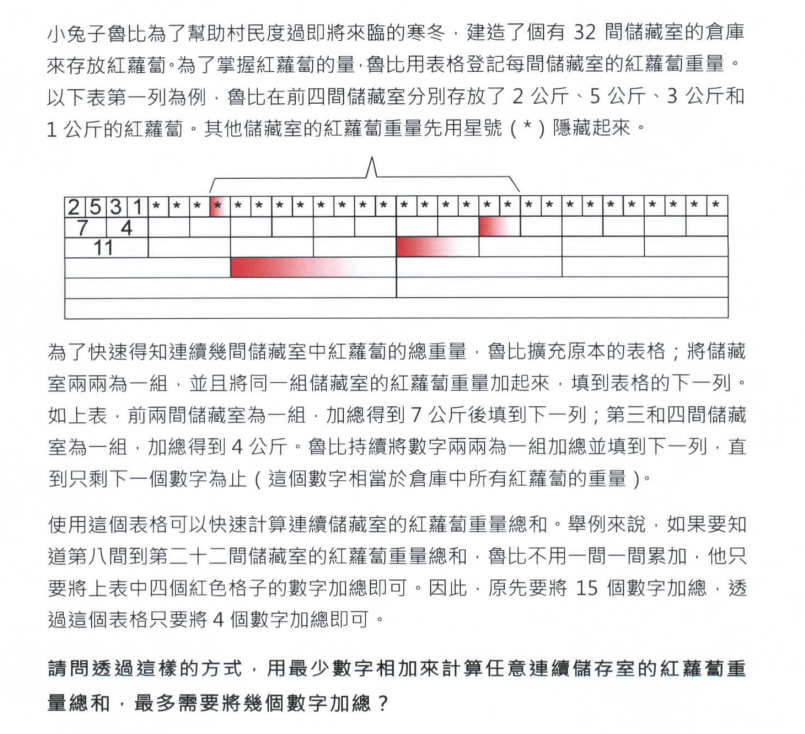 小兔子魯比為了幫助村民度過即將來臨的寒冬，建造了個有 32 間儲藏室的倉庫
來存放紅蘿蔔。為了掌握紅蘿蔔的量，魯比用表格登記每間儲藏室的紅蘿蔔重量。
以下表第一列為例，魯比在前四間儲藏室分別存放了 2 公斤、5 公斤、3 公斤和
1 公斤的紅蘿蔔。其他儲藏室的紅蘿蔔重量先用星號 ( * ) 隱藏起來。
2 5 3 1 * * * * * * * * * * * * * * * * * * * * * * * * * * * *
7 4
11
為了快速得知連續幾間儲藏室中紅蘿蔔的總重量，魯比擴充原本的表格；將儲藏
室兩兩為一組，並且將同一組儲藏室的紅蘿蔔重量加起來，填到表格的下一列。
如上表，前兩間儲藏室為一組，加總得到 7 公斤後填到下一列；第三和四間儲藏
室為一組，加總得到 4 公斤。魯比持續將數字兩兩為一組加總並填到下一列，直
到只剩下一個數字為止 ( 這個數字相當於倉庫中所有紅蘿蔔的重量 )。
使用這個表格可以快速計算連續儲藏室的紅蘿蔔重量總和。舉例來說，如果要知
道第八間到第二十二間儲藏室的紅蘿蔔重量總和，魯比不用一間一間累加，他只
要將上表中四個紅色格子的數字加總即可。因此，原先要將 15 個數字加總，透
過這個表格只要將 4 個數字加總即可。
請問透過這樣的方式，用最少數字相加來計算任意連續儲存室的紅蘿蔔重
量總和，最多需要將幾個數字加總？